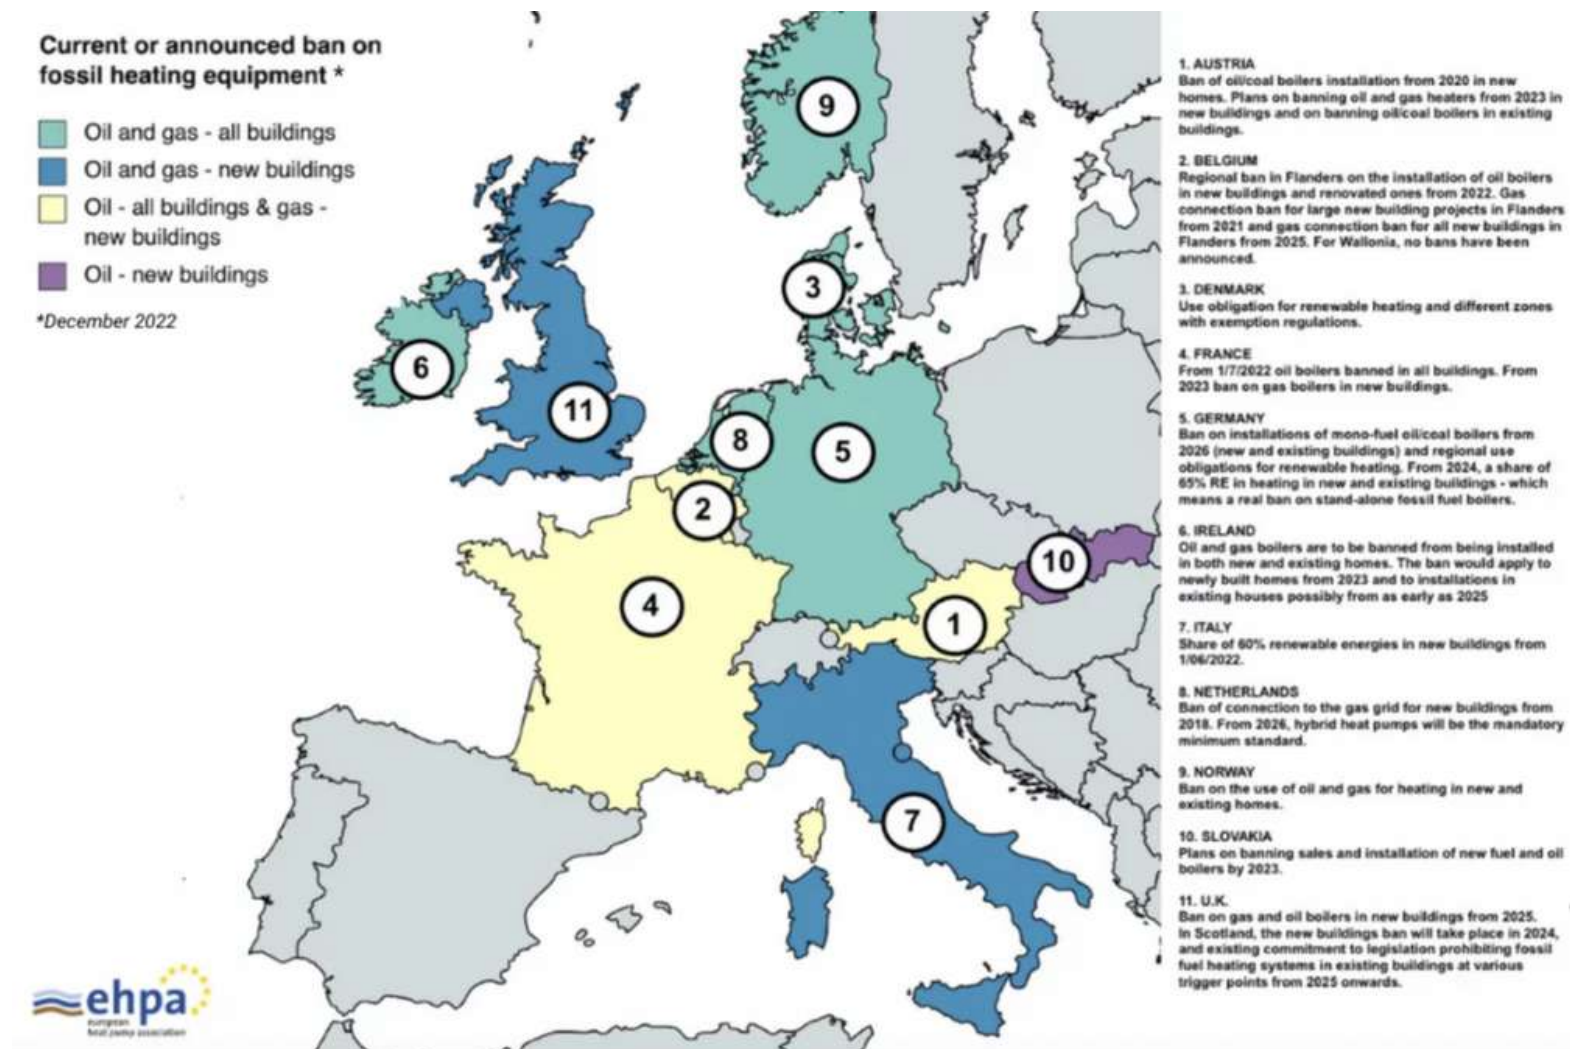 Current or announced ban on
fossil heating equipment *
Oil and gas - all buildings
Oil and gas - new buildings
Oil - all buildings & gas -
new buildings
Oil - new buildings
*December 2022
9
3
6
11
8
5
2
10
4
1
7
ehpa
european
heat pump association
1. AUSTRIA
Ban of oil/coal boilers installation from 2020 in new
homes. Plans on banning oil and gas heaters from 2023 in
new buildings and on banning oil/coal boilers in existing
buildings.
2. BELGIUM
Regional ban in Flanders on the installation of oil boilers
in new buildings and renovated ones from 2022. Gas
connection ban for large new building projects in Flanders
from 2021 and gas connection ban for all new buildings in
Flanders from 2025. For Wallonia, no bans have been
announced.
3. DENMARK
Use obligation for renewable heating and different zones
with exemption regulations.
4. FRANCE
From 1/7/2022 oil boilers banned in all buildings. From
2023 ban on gas boilers in new buildings.
5. GERMANY
Ban on installations of mono-fuel oil/coal boilers from
2026 (new and existing buildings) and regional use
obligations for renewable heating. From 2024, a share of
65% RE in heating in new and existing buildings - which
means a real ban on stand-alone fossil fuel boilers.
6. IRELAND
Oil and gas boilers are to be banned from being installed
in both new and existing homes. The ban would apply to
newly built homes from 2023 and to installations in
existing houses possibly from as early as 2025
7. ITALY
Share of 60% renewable energies in new buildings from
1/06/2022.
8. NETHERLANDS
Ban of connection to the gas grid for new buildings from
2018. From 2026, hybrid heat pumps will be the mandatory
minimum standard.
9. NORWAY
Ban on the use of oil and gas for heating in new and
existing homes.
10. SLOVAKIA
Plans on banning sales and installation of new fuel and oil
boilers by 2023.
11. U.K.
Ban on gas and oil boilers in new buildings from 2025.
In Scotland, the new buildings ban will take place in 2024,
and existing commitment to legislation prohibiting fossil
fuel heating systems in existing buildings at various
trigger points from 2025 onwards.